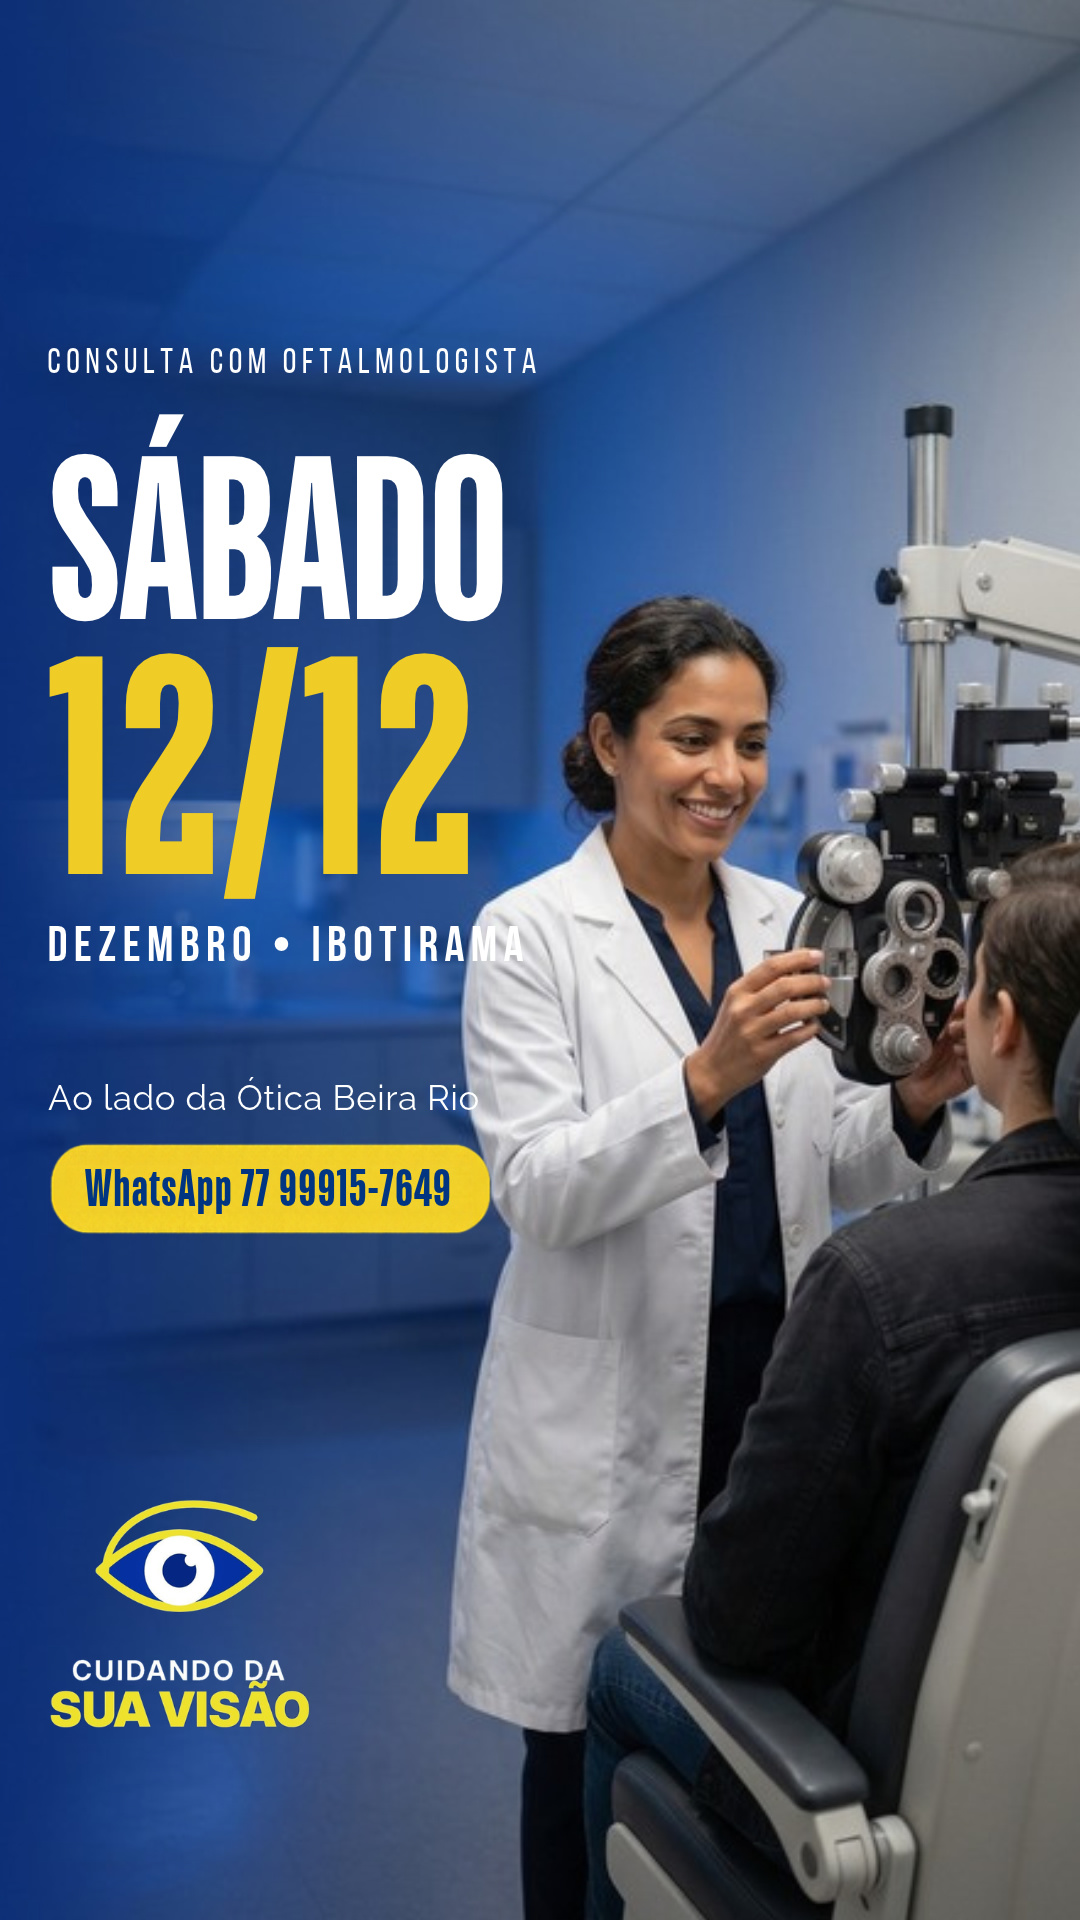 CONSULTA COM OFTALMOLOGISTA
SÁBADO
12/12
DEZEMBRO • IBOTIRAMA
Ao lado da Ótica Beira Rio
WhatsApp 77 99915-7649
CUIDANDO DA
SUA VISÃO